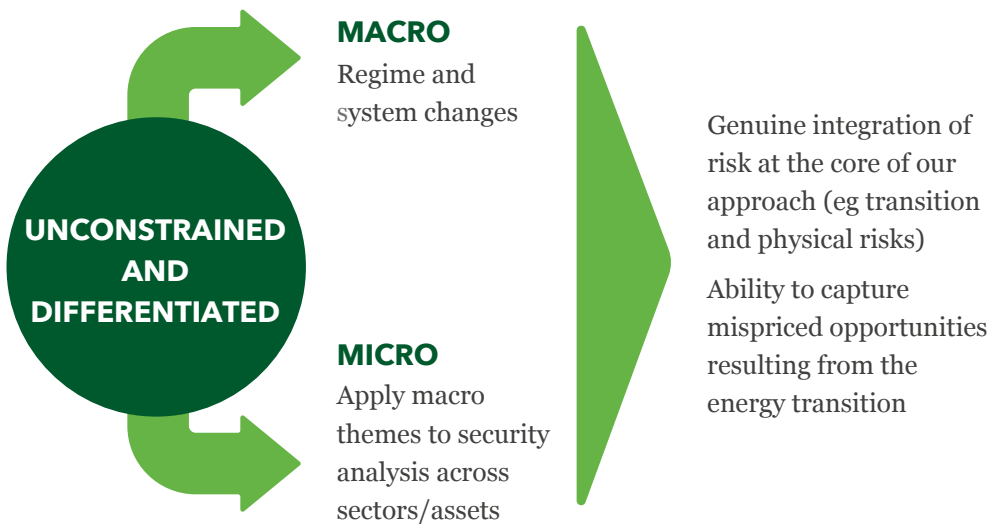 UNCONSTRAINED
AND
DIFFERENTIATED
MACRO
Regime and
system changes
MICRO
Apply macro
themes to security
analysis across
sectors/assets
Genuine integration of
risk at the core of our
approach (eg transition
and physical risks)
Ability to capture
mispriced opportunities
resulting from the
energy transition